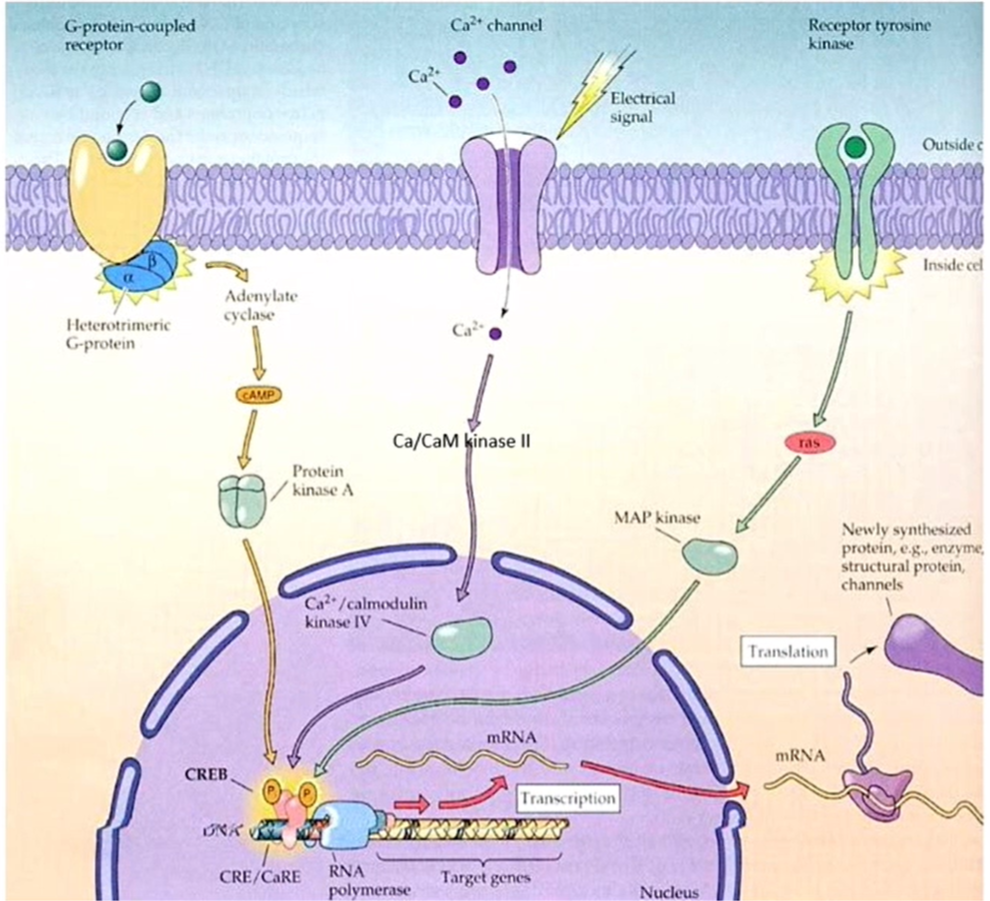 G-protein-coupled
receptor
Ca²⁺ channel
Receptor tyrosine
kinase
Ca²⁺
Electrical
signal
Outside c
β
α
Inside cel
Adenylate
cyclase
Heterotrimeric
G-protein
Ca²⁺
cAMP
Ca/CaM kinase II
ras
Protein
kinase A
MAP kinase
Newly synthesized
protein, e.g., enzyme,
structural protein,
channels
Ca²⁺/calmodulin
kinase IV
Translation
mRNA
mRNA
CREB
P
P
Transcription
DNA
CRE/CaRE
RNA
polymerase
Target genes
Nucleus